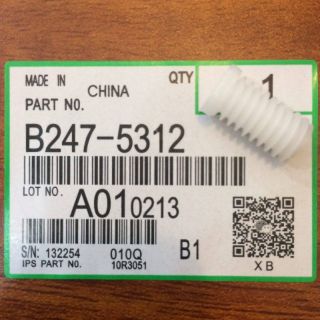 MADE IN CHINA QTY 1
PART NO.
B247-5312
LOT NO. A010213
S/N: 132254 010Q B1
IPS PART NO. 10R3051 XB